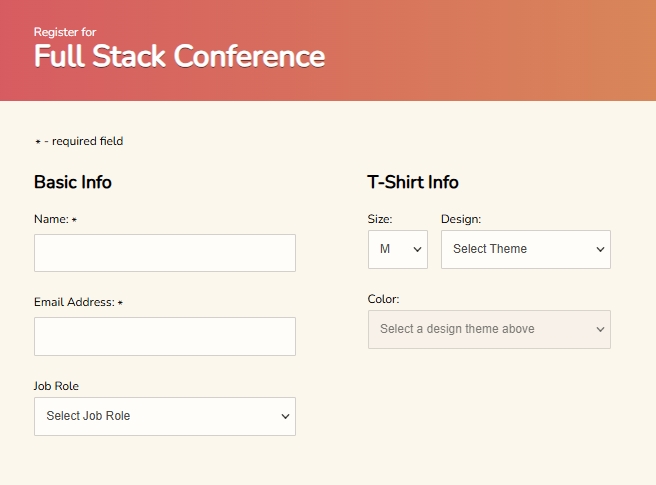 Register for
Full Stack Conference
* - required field
Basic Info
Name: *
Email Address: *
Job Role
Select Job Role
T-Shirt Info
Size:
M
Design:
Select Theme
Color:
Select a design theme above